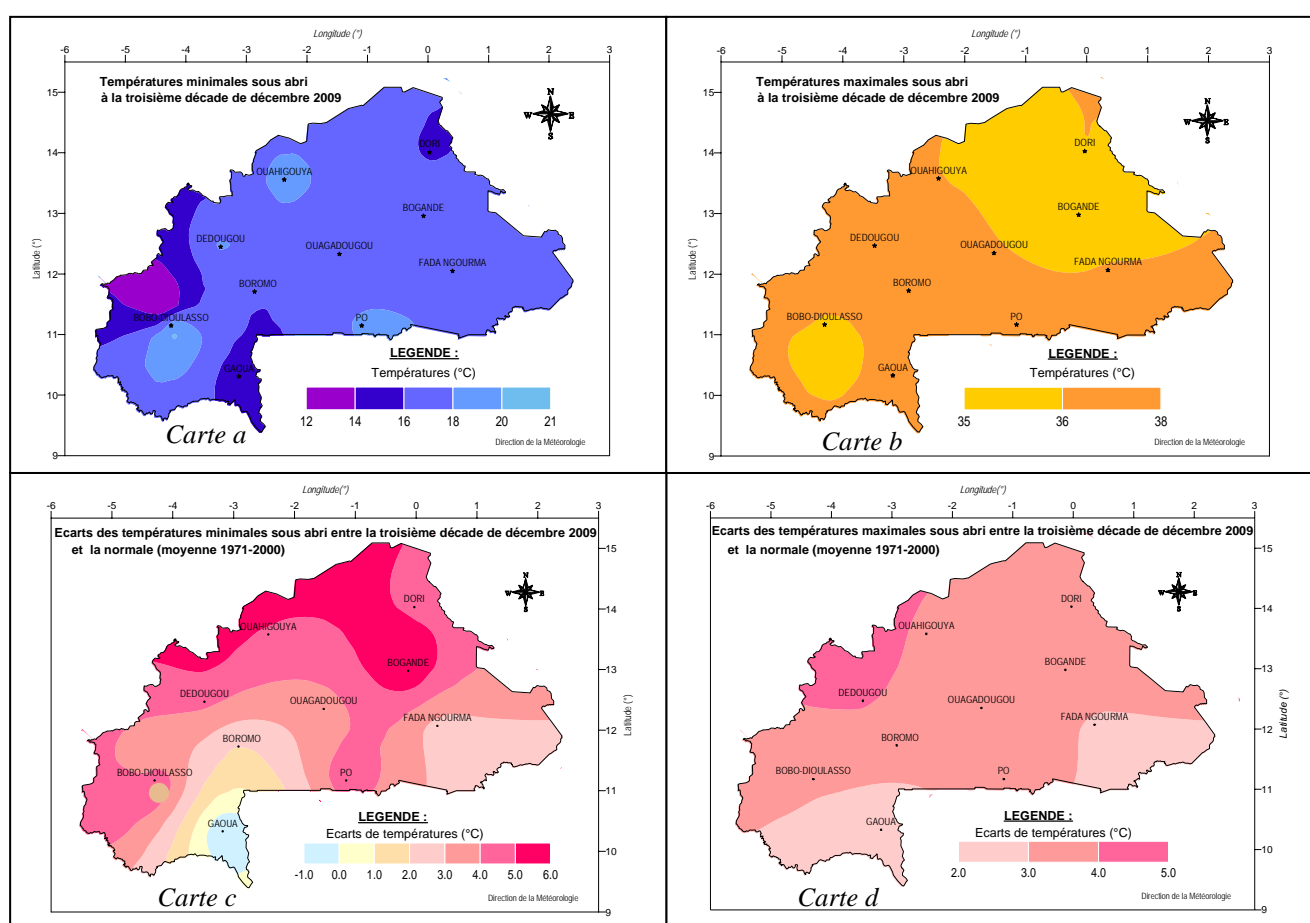 Longitude (°)
-6 -5 -4 -3 -2 -1 0 1 2 3
Températures minimales sous abri
à la troisième décade de décembre 2009
N
W E
S
15
14
13
12
11
10
9
Latitude (°)
DORI
OUAHIGOUYA
BOGANDE
DEDOUGOU
OUAGADOUGOU
FADA NGOURMA
BOROMO
BOBO-DIOULASSO
PO
GAOUA
LEGENDE :
Températures (°C)
12 14 16 18 20 21
Carte a
Direction de la Météorologie
Longitude (°)
-6 -5 -4 -3 -2 -1 0 1 2 3
Températures maximales sous abri
à la troisième décade de décembre 2009
N
W E
S
15
14
13
12
11
10
9
Latitude (°)
DORI
OUAHIGOUYA
BOGANDE
DEDOUGOU
OUAGADOUGOU
FADA NGOURMA
BOROMO
BOBO-DIOULASSO
PO
GAOUA
LEGENDE :
Températures (°C)
35 36 38
Carte b
Direction de la Météorologie
Longitude(°)
-6 -5 -4 -3 -2 -1 0 1 2 3
Ecarts des températures minimales sous abri entre la troisième décade de décembre 2009
et la normale (moyenne 1971-2000)
N
W E
S
15
14
13
12
11
10
9
Latitude (°)
DORI
OUAHIGOUYA
BOGANDE
DEDOUGOU
OUAGADOUGOU
FADA NGOURMA
BOROMO
BOBO-DIOULASSO
PO
GAOUA
LEGENDE :
Ecarts de températures (°C)
-1.0 0.0 1.0 2.0 3.0 4.0 5.0 6.0
Carte c
Direction de la Météorologie
Longitude(°)
-6 -5 -4 -3 -2 -1 0 1 2 3
Ecarts des températures maximales sous abri entre la troisième décade de décembre 2009
et la normale (moyenne 1971-2000)
N
W E
S
15
14
13
12
11
10
9
Latitude (°)
DORI
OUAHIGOUYA
BOGANDE
DEDOUGOU
OUAGADOUGOU
FADA NGOURMA
BOROMO
BOBO-DIOULASSO
PO
GAOUA
LEGENDE :
Ecarts de températures (°C)
2.0 3.0 4.0 5.0
Carte d
Direction de la Météorologie